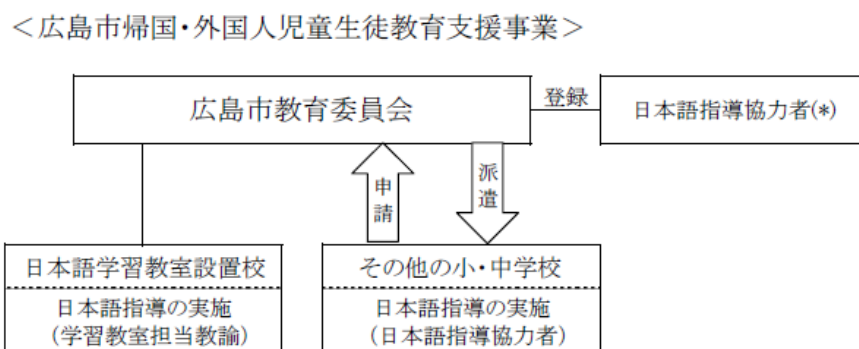 ＜広島市帰国・外国人児童生徒教育支援事業＞
広島市教育委員会
登録
日本語指導協力者(*)
申請
派遣
日本語学習教室設置校
日本語指導の実施
（学習教室担当教諭）
その他の小・中学校
日本語指導の実施
（日本語指導協力者）